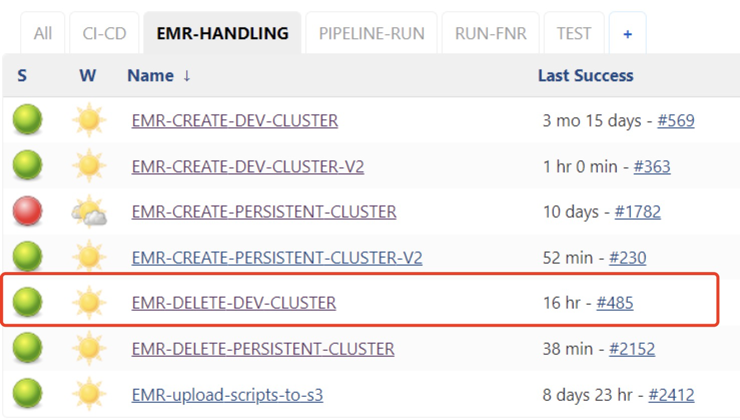 All CI-CD EMR-HANDLING PIPELINE-RUN RUN-FNR TEST +
S W Name ↓ Last Success
EMR-CREATE-DEV-CLUSTER 3 mo 15 days - #569
EMR-CREATE-DEV-CLUSTER-V2 1 hr 0 min - #363
EMR-CREATE-PERSISTENT-CLUSTER 10 days - #1782
EMR-CREATE-PERSISTENT-CLUSTER-V2 52 min - #230
EMR-DELETE-DEV-CLUSTER 16 hr - #485
EMR-DELETE-PERSISTENT-CLUSTER 38 min - #2152
EMR-upload-scripts-to-s3 8 days 23 hr - #2412